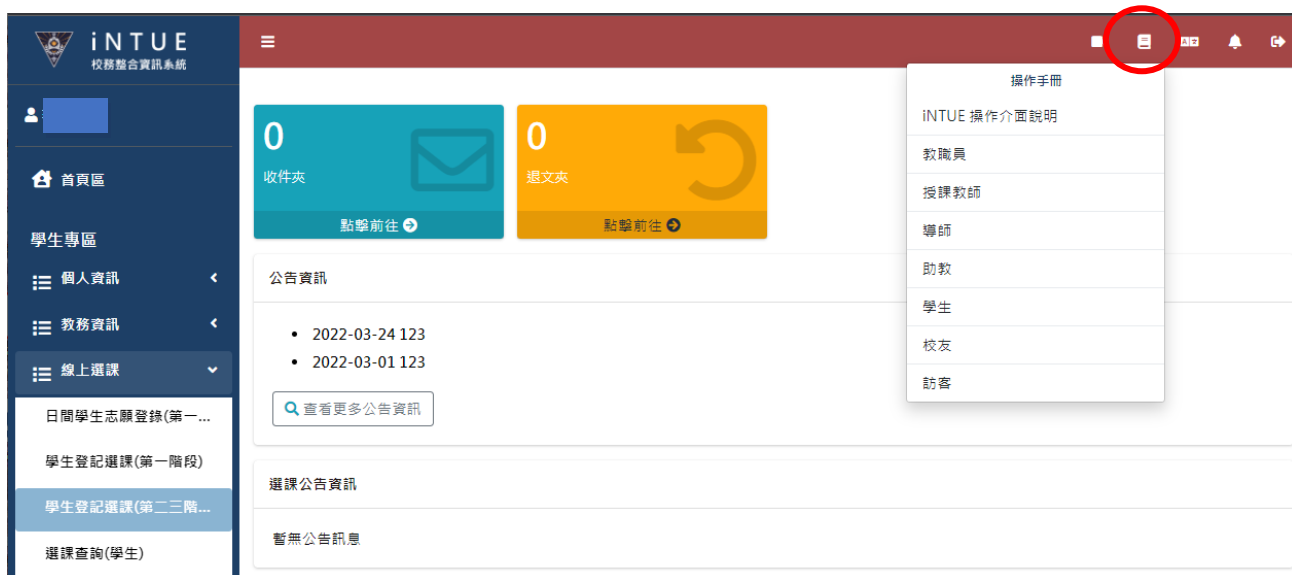 iNTUE
校務整合資訊系統
首頁區
學生專區
個人資訊
教務資訊
線上選課
日間學生志願登錄(第一...
學生登記選課(第一階段)
學生登記選課(第二三階...
選課查詢(學生)
0
收件夾
點擊前往
0
退文夾
點擊前往
公告資訊
2022-03-24 123
2022-03-01 123
查看更多公告資訊
選課公告資訊
暫無公告訊息
操作手冊
iNTUE 操作介面說明
教職員
授課教師
導師
助教
學生
校友
訪客